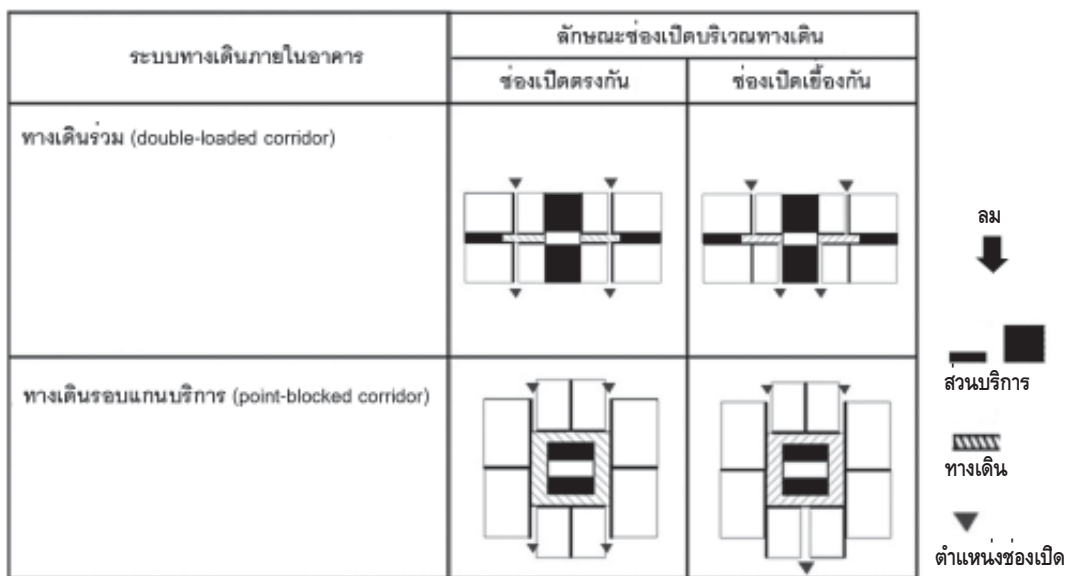 ระบบทางเดินภายในอาคาร
ลักษณะช่องเปิดบริเวณทางเดิน
ช่องเปิดตรงกัน
ช่องเปิดเยื้องกัน
ทางเดินร่วม (double-loaded corridor)
ทางเดินรอบแกนบริการ (point-blocked corridor)
ลม
ส่วนบริการ
ทางเดิน
ตำแหน่งช่องเปิด